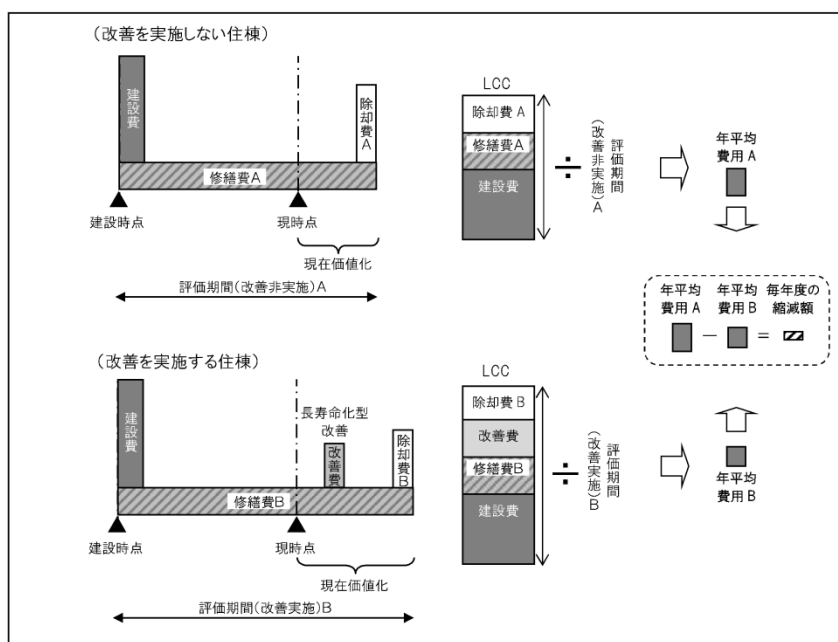 (改善を実施しない住棟)
建設費
除却費A
修繕費A
建設時点
現時点
現在価値化
評価期間(改善非実施)A
LCC
除却費A
修繕費A
建設費
÷
評価期間
(改善非実施)A
年平均
費用A
年平均
費用A
年平均
費用B
毎年度の
縮減額
－
＝
(改善を実施する住棟)
建設費
長寿命化型
改善
改善費
除却費B
修繕費B
建設時点
現時点
現在価値化
評価期間(改善実施)B
LCC
除却費B
改善費
修繕費B
建設費
÷
評価期間
(改善実施)B
年平均
費用B